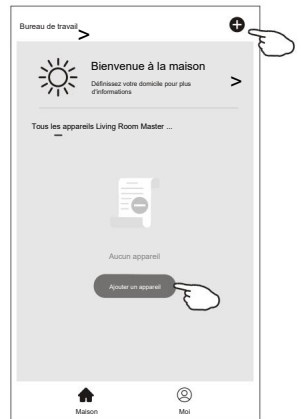 Bureau de travail >
Bienvenue à la maison
Définissez votre domicile pour plus
d'informations
>
Tous les appareils Living Room Master ...
Aucun appareil
Ajouter un appareil
Maison
Moi